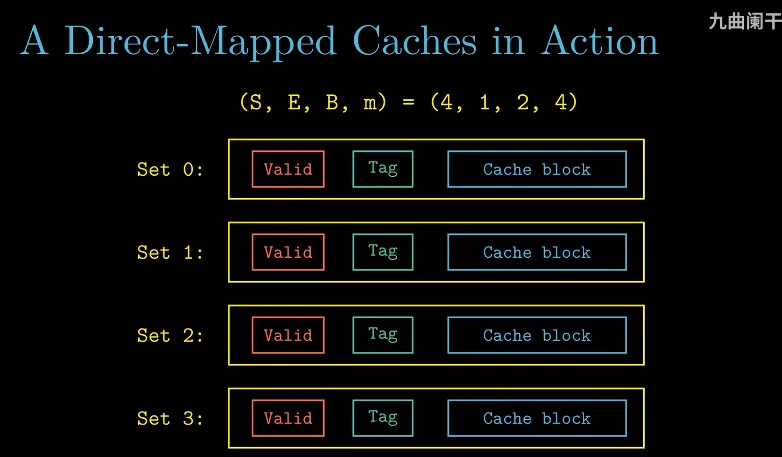 九曲阑干
A Direct-Mapped Caches in Action
(S, E, B, m) = (4, 1, 2, 4)
Set 0: Valid Tag Cache block
Set 1: Valid Tag Cache block
Set 2: Valid Tag Cache block
Set 3: Valid Tag Cache block